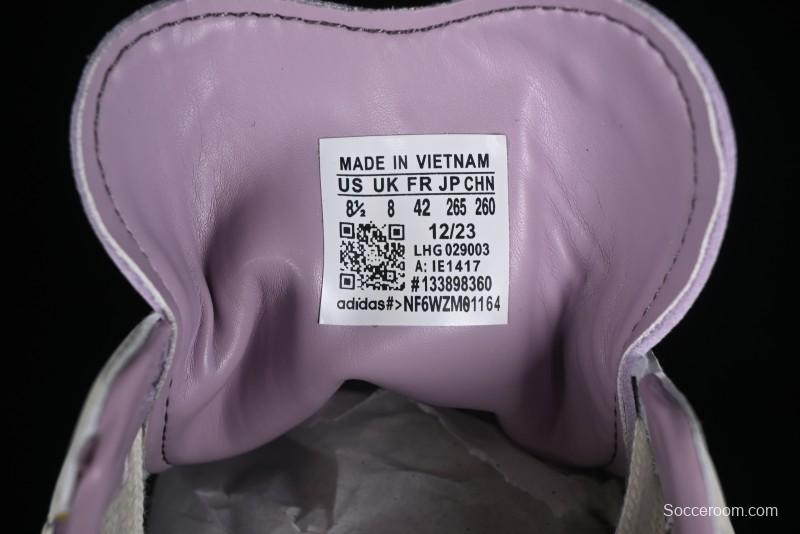 MADE IN VIETNAM
US UK FR JP CHN
8½ 8 42 265 260
12/23
LHG 029003
A: IE1417
#133898360
adidas#>NF6WZM01164
Socceroom.com